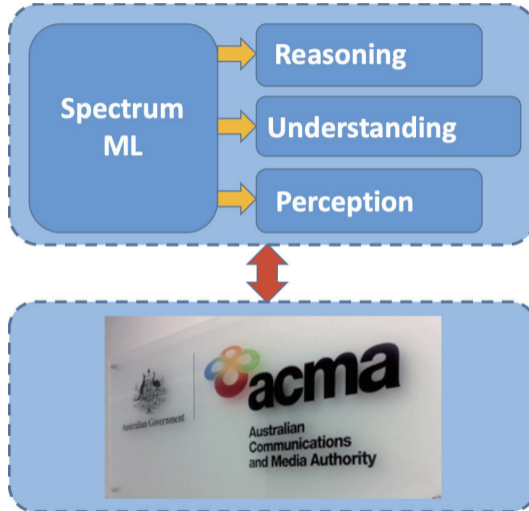 Spectrum
ML
Reasoning
Understanding
Perception
Australian Government
acma
Australian
Communications
and Media Authority